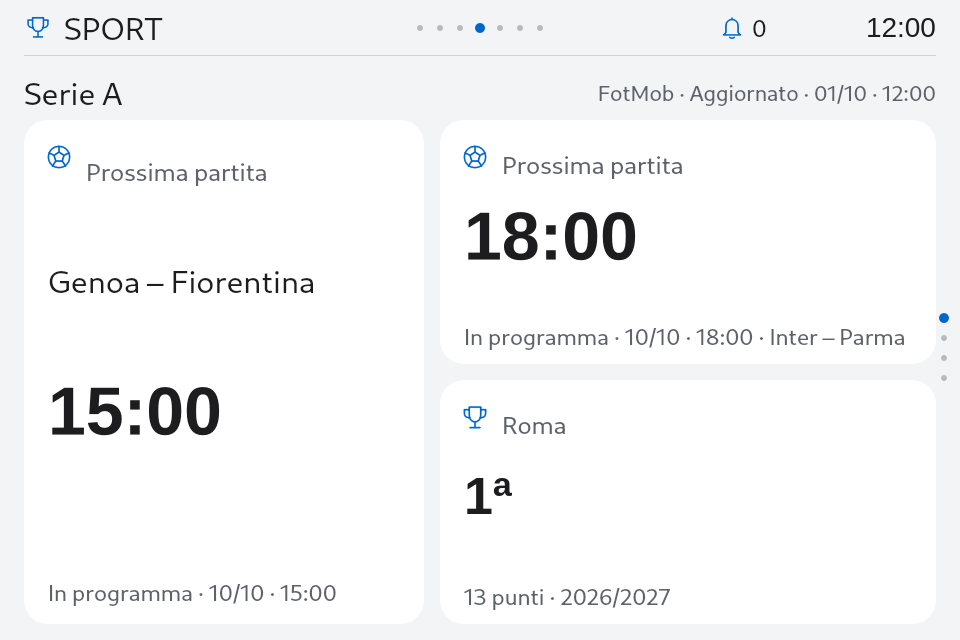 SPORT
0
12:00
Serie A
FotMob · Aggiornato · 01/10 · 12:00
Prossima partita
Genoa – Fiorentina
15:00
In programma · 10/10 · 15:00
Prossima partita
18:00
In programma · 10/10 · 18:00 · Inter – Parma
Roma
1ª
13 punti · 2026/2027